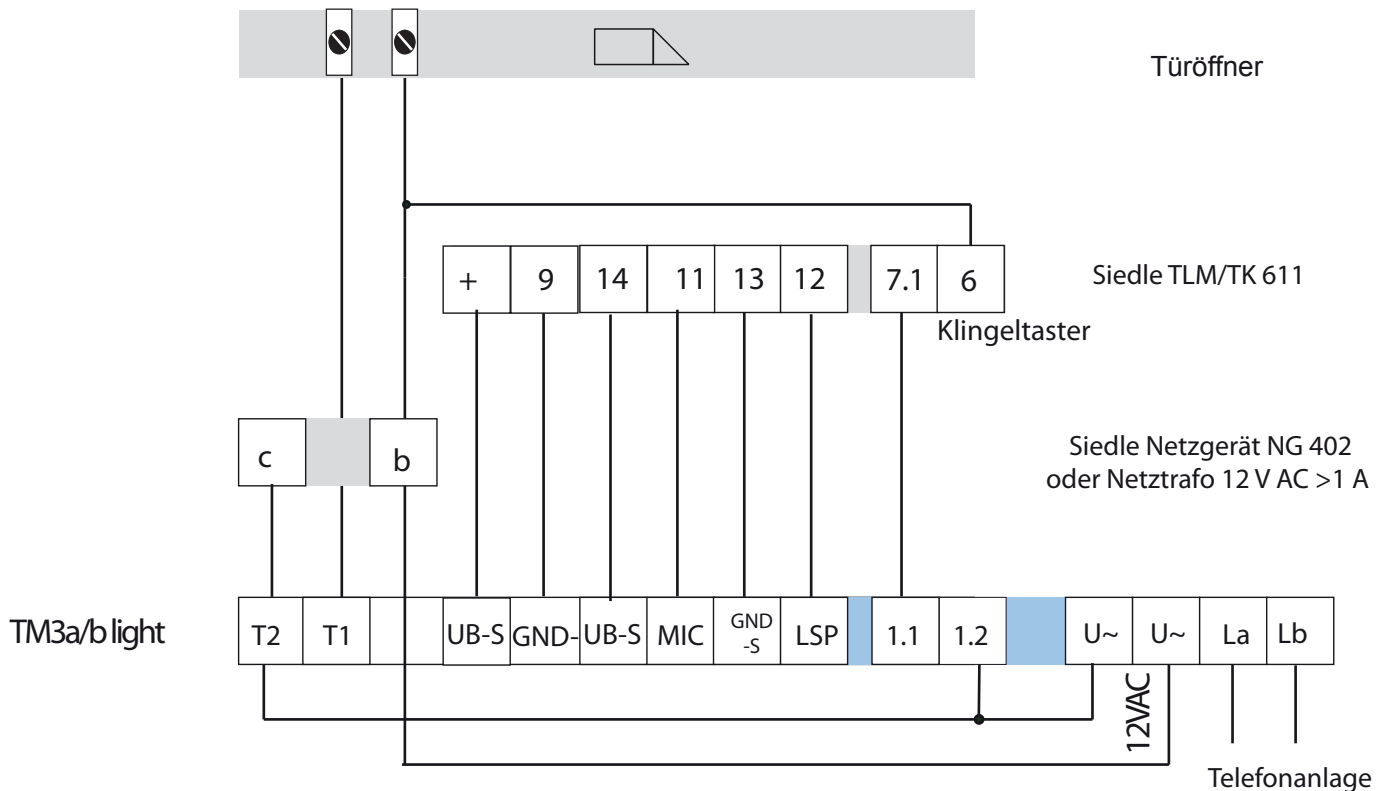 Türöffner
+ 9 14 11 13 12 7.1 6
Siedle TLM/TK 611
Klingeltaster
c b
Siedle Netzgerät NG 402
oder Netztrafo 12 V AC >1 A
TM3a/b light
T2 T1 UB-S GND- UB-S MIC GND -S LSP 1.1 1.2 U~ U~ La Lb
12VAC
Telefonanlage